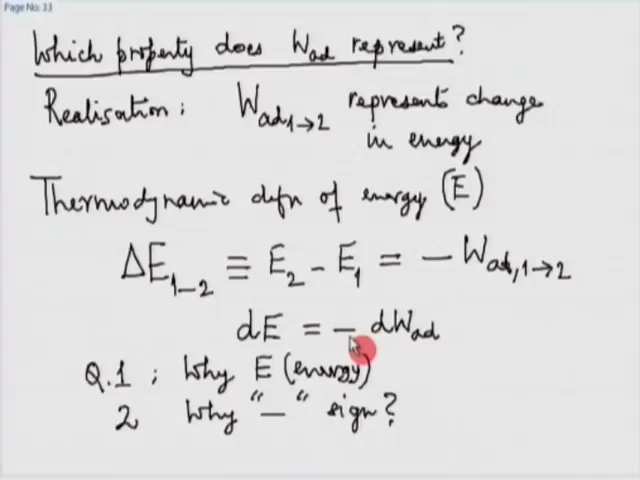 Page No: 33
Which property does Wad represent?
Realisation: Wad,1→2 represents change
in energy
Thermodynamic defn of energy (E)
ΔE1-2 ≡ E2 - E1 = - Wad,1→2
dE = - dWad
Q.1 ; Why E (energy)
2 Why "-" sign?